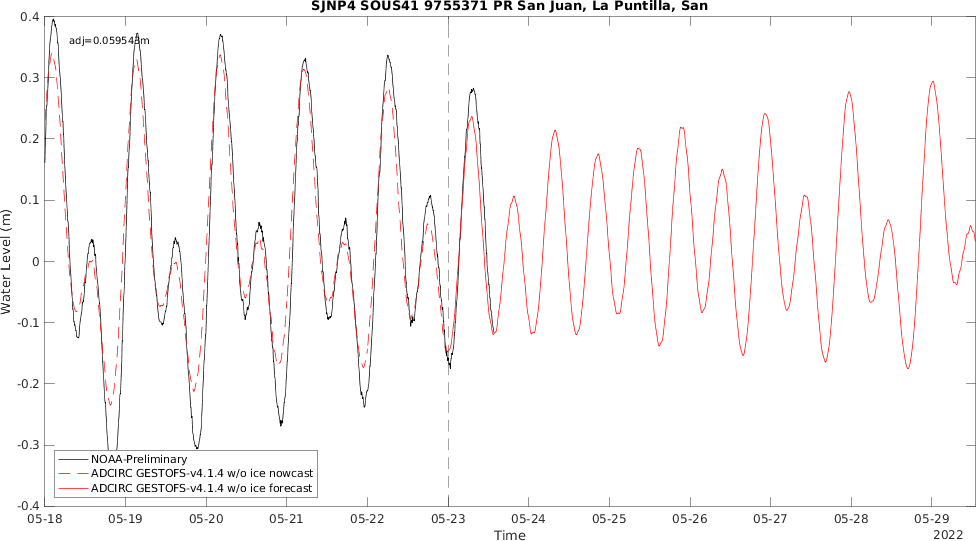 SJNP4 SOUS41 9755371 PR San Juan, La Puntilla, San
adj=0.059543m
0.4
0.3
0.2
0.1
0
-0.1
-0.2
-0.3
-0.4
Water Level (m)
NOAA-Preliminary
ADCIRC GESTOFS-v4.1.4 w/o ice nowcast
ADCIRC GESTOFS-v4.1.4 w/o ice forecast
05-18 05-19 05-20 05-21 05-22 05-23 05-24 05-25 05-26 05-27 05-28 05-29
Time
2022